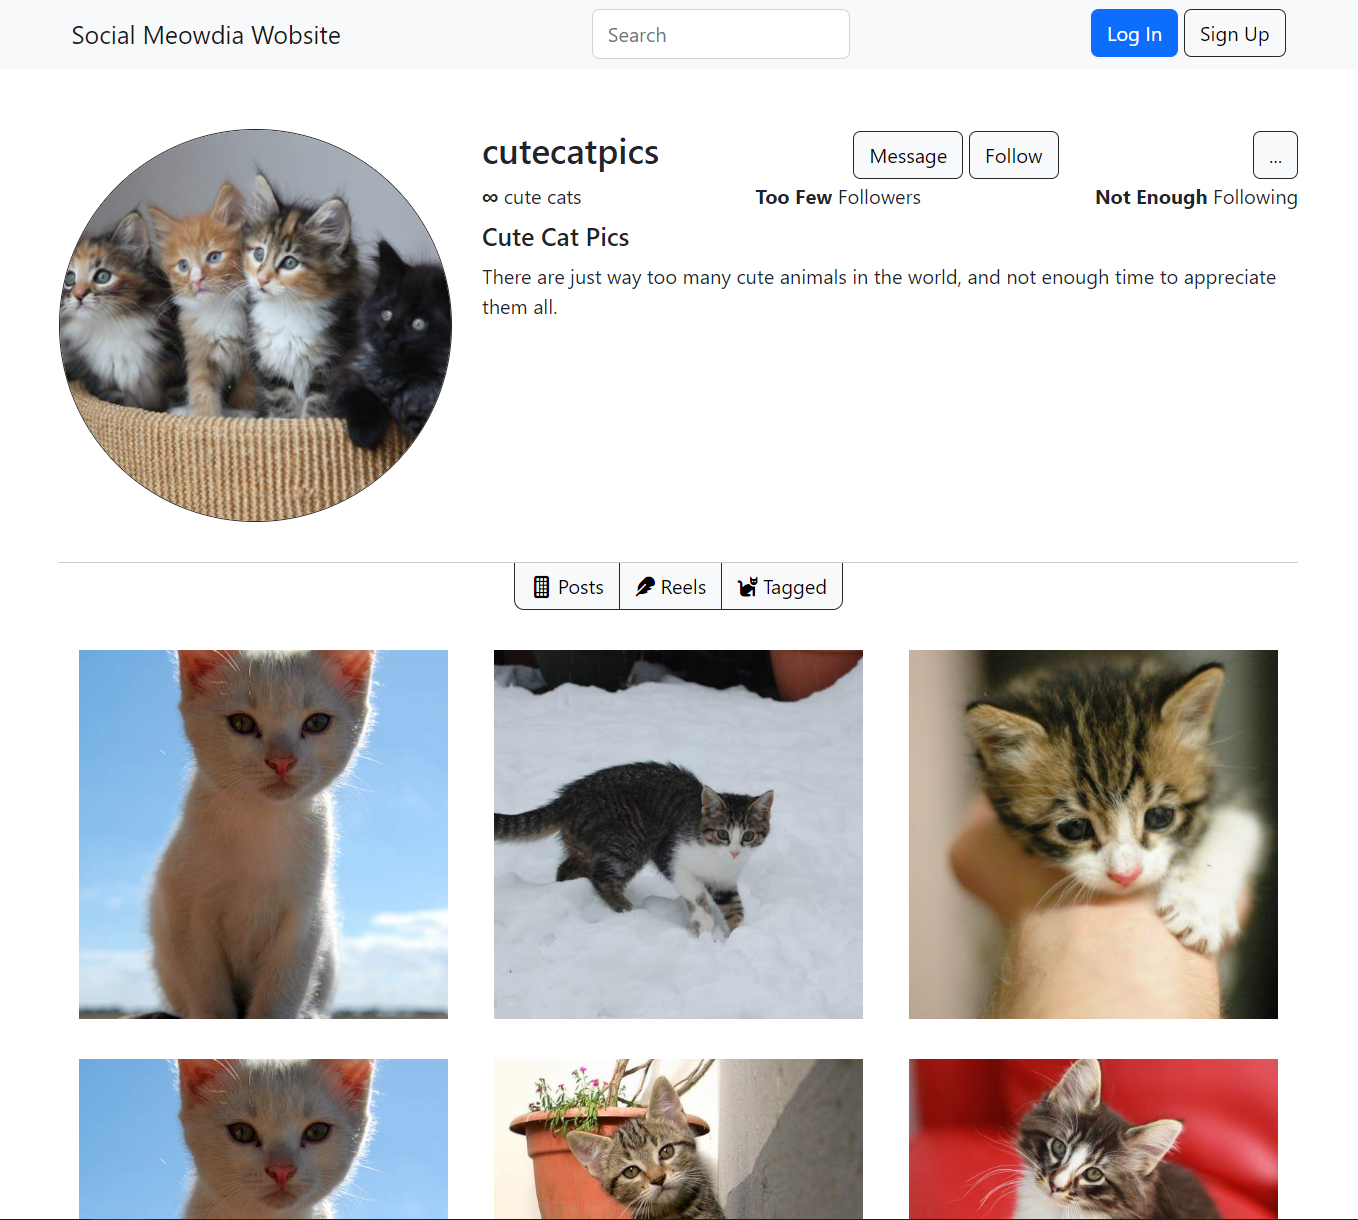 Social Meowdia Wobsite
Search
Log In
Sign Up
cutecatpics
Message
Follow
...
∞ cute cats
Too Few Followers
Not Enough Following
Cute Cat Pics
There are just way too many cute animals in the world, and not enough time to appreciate
them all.
Posts
Reels
Tagged